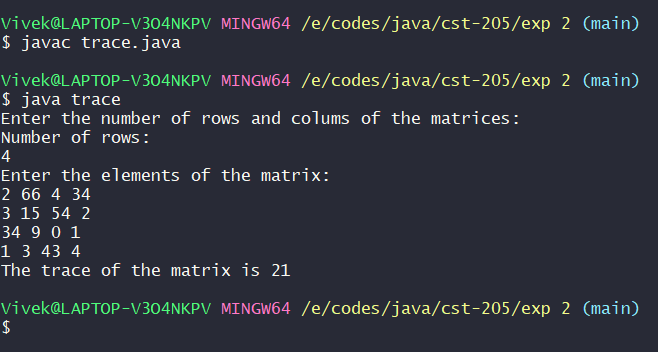 Vivek@LAPTOP-V3O4NKPV MINGW64 /e/codes/java/cst-205/exp 2 (main)
$ javac trace.java
Vivek@LAPTOP-V3O4NKPV MINGW64 /e/codes/java/cst-205/exp 2 (main)
$ java trace
Enter the number of rows and colums of the matrices:
Number of rows:
4
Enter the elements of the matrix:
2 66 4 34
3 15 54 2
34 9 0 1
1 3 43 4
The trace of the matrix is 21
Vivek@LAPTOP-V3O4NKPV MINGW64 /e/codes/java/cst-205/exp 2 (main)
$